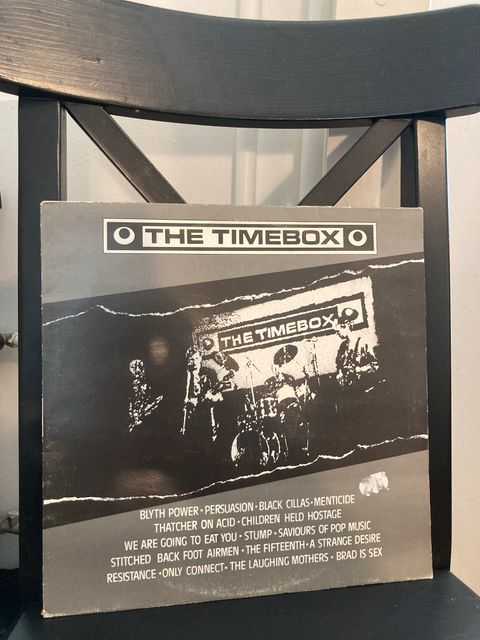 THE TIMEBOX
THE TIMEBOX
BLYTH POWER • PERSUASION • BLACK CILLAS • MENTICIDE
THATCHER ON ACID • CHILDREN HELD HOSTAGE
WE ARE GOING TO EAT YOU • STUMP • SAVIOURS OF POP MUSIC
STITCHED BACK FOOT AIRMEN • THE FIFTEENTH • A STRANGE DESIRE
RESISTANCE • ONLY CONNECT • THE LAUGHING MOTHERS • BRAD IS SEX